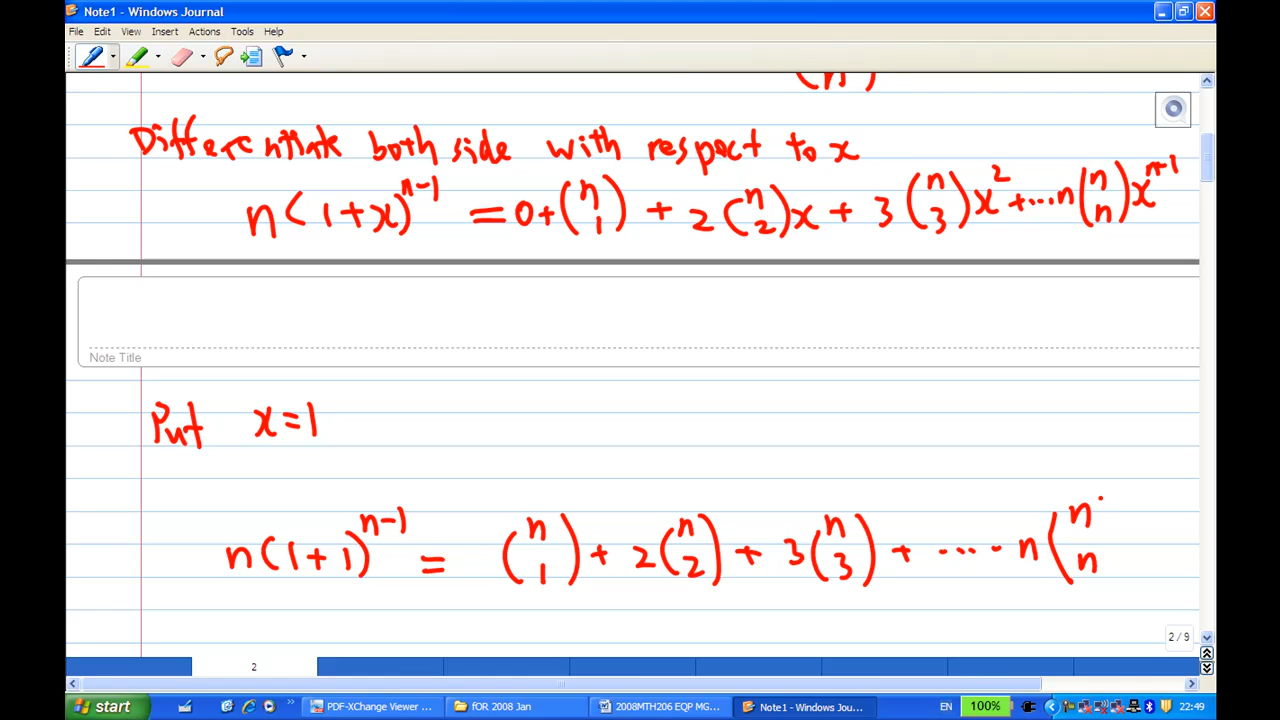 Note1 - Windows Journal
File Edit View Insert Actions Tools Help
Differentiate both side with respect to x
n(1+x)^{n-1} = 0+(n 1) + 2(n 2)x + 3(n 3)x^2+...n(n n)x^{n-1}
Note Title
Put x=1
n(1+1)^{n-1} = (n 1) + 2(n 2) + 3(n 3) + ....n(n n
2 / 9
2
start PDF-XChange Viewer ... fOR 2008 Jan 2008MTH206 EQP MG... Note1 - Windows Jou... EN 100% 22:49